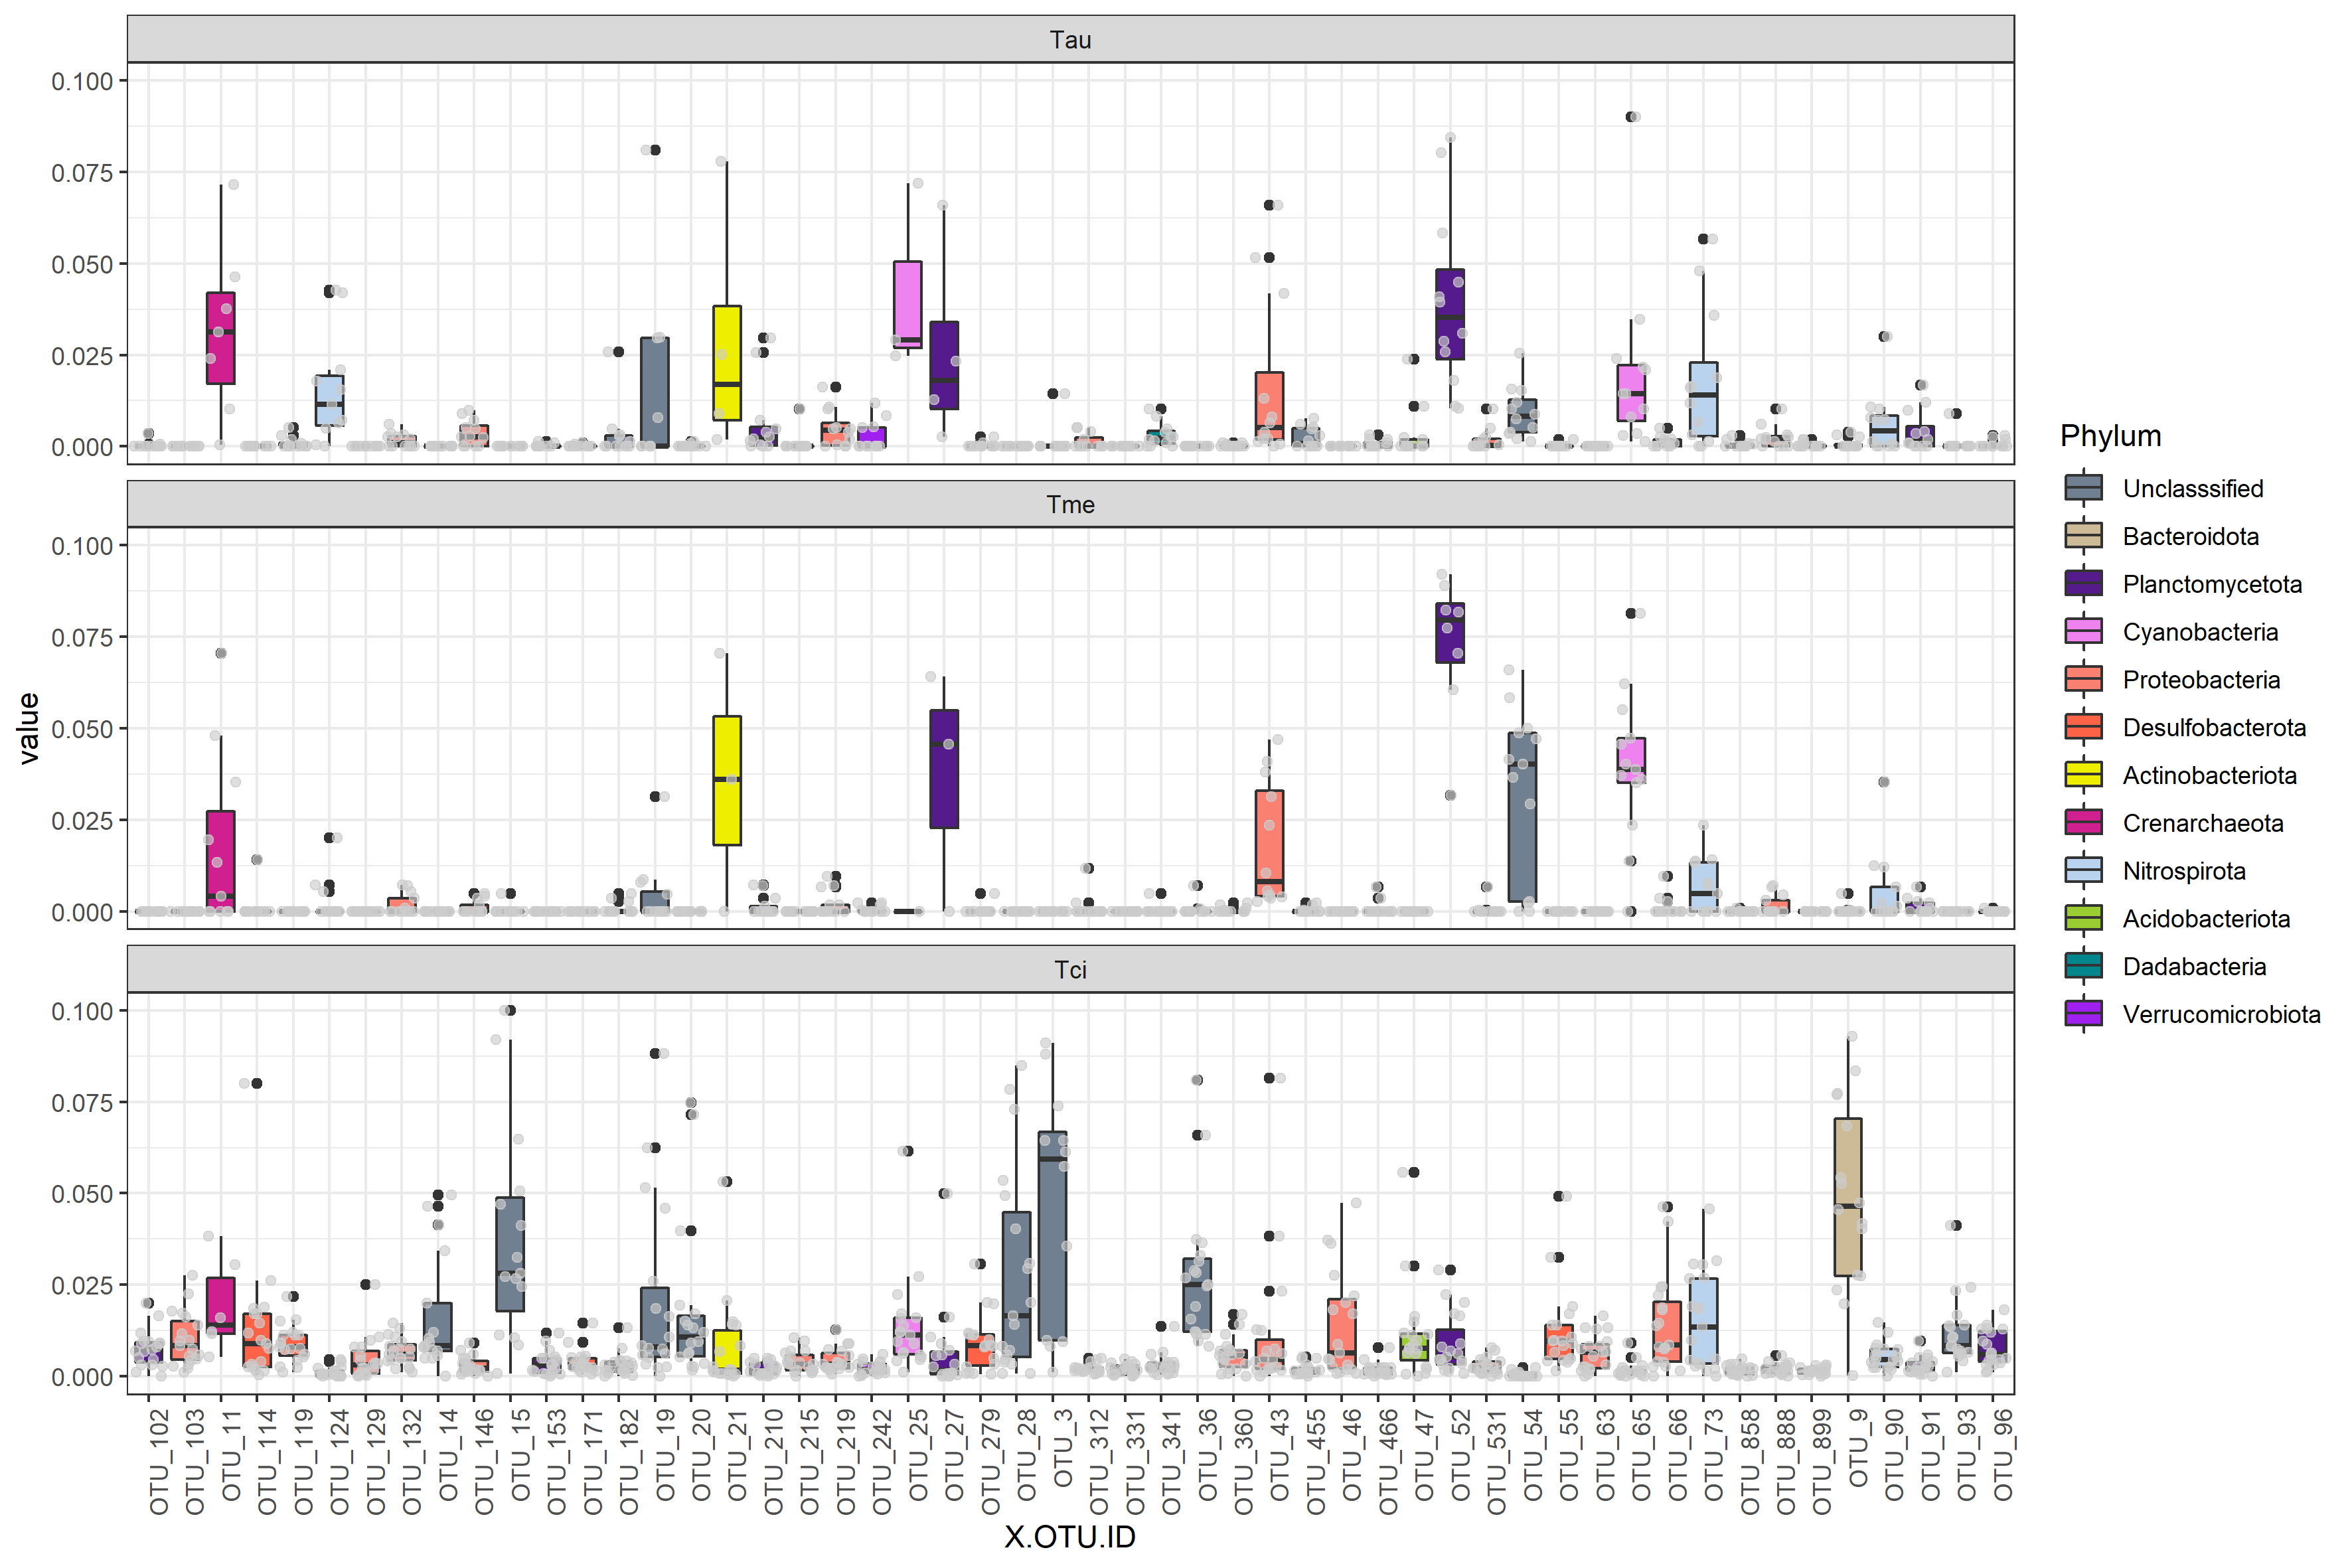 Tau
0.100
0.075
0.050
0.025
0.000
Tme
0.100
0.075
0.050
0.025
0.000
Tci
0.100
0.075
0.050
0.025
0.000
value
OTU_102
OTU_103
OTU_11
OTU_114
OTU_119
OTU_124
OTU_129
OTU_132
OTU_14
OTU_146
OTU_15
OTU_153
OTU_171
OTU_182
OTU_19
OTU_20
OTU_21
OTU_210
OTU_215
OTU_219
OTU_242
OTU_25
OTU_27
OTU_279
OTU_28
OTU_3
OTU_312
OTU_331
OTU_341
OTU_36
OTU_360
OTU_43
OTU_455
OTU_46
OTU_466
OTU_47
OTU_52
OTU_531
OTU_54
OTU_55
OTU_63
OTU_65
OTU_66
OTU_73
OTU_858
OTU_888
OTU_899
OTU_9
OTU_90
OTU_91
OTU_93
OTU_96
X.OTU.ID
Phylum
Unclasssified
Bacteroidota
Planctomycetota
Cyanobacteria
Proteobacteria
Desulfobacterota
Actinobacteriota
Crenarchaeota
Nitrospirota
Acidobacteriota
Dadabacteria
Verrucomicrobiota